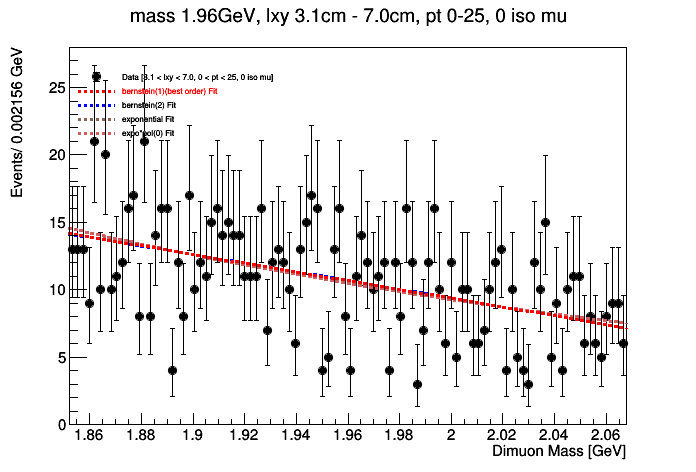 mass 1.96GeV, lxy 3.1cm - 7.0cm, pt 0-25, 0 iso mu
Events/ 0.002156 GeV
Data [3.1 < lxy < 7.0, 0 < pt < 25, 0 iso mu]
bernstein(1)(best order) Fit
bernstein(2) Fit
exponential Fit
expo*pol(0) Fit
25
20
15
10
5
0
1.86 1.88 1.9 1.92 1.94 1.96 1.98 2 2.02 2.04 2.06
Dimuon Mass [GeV]